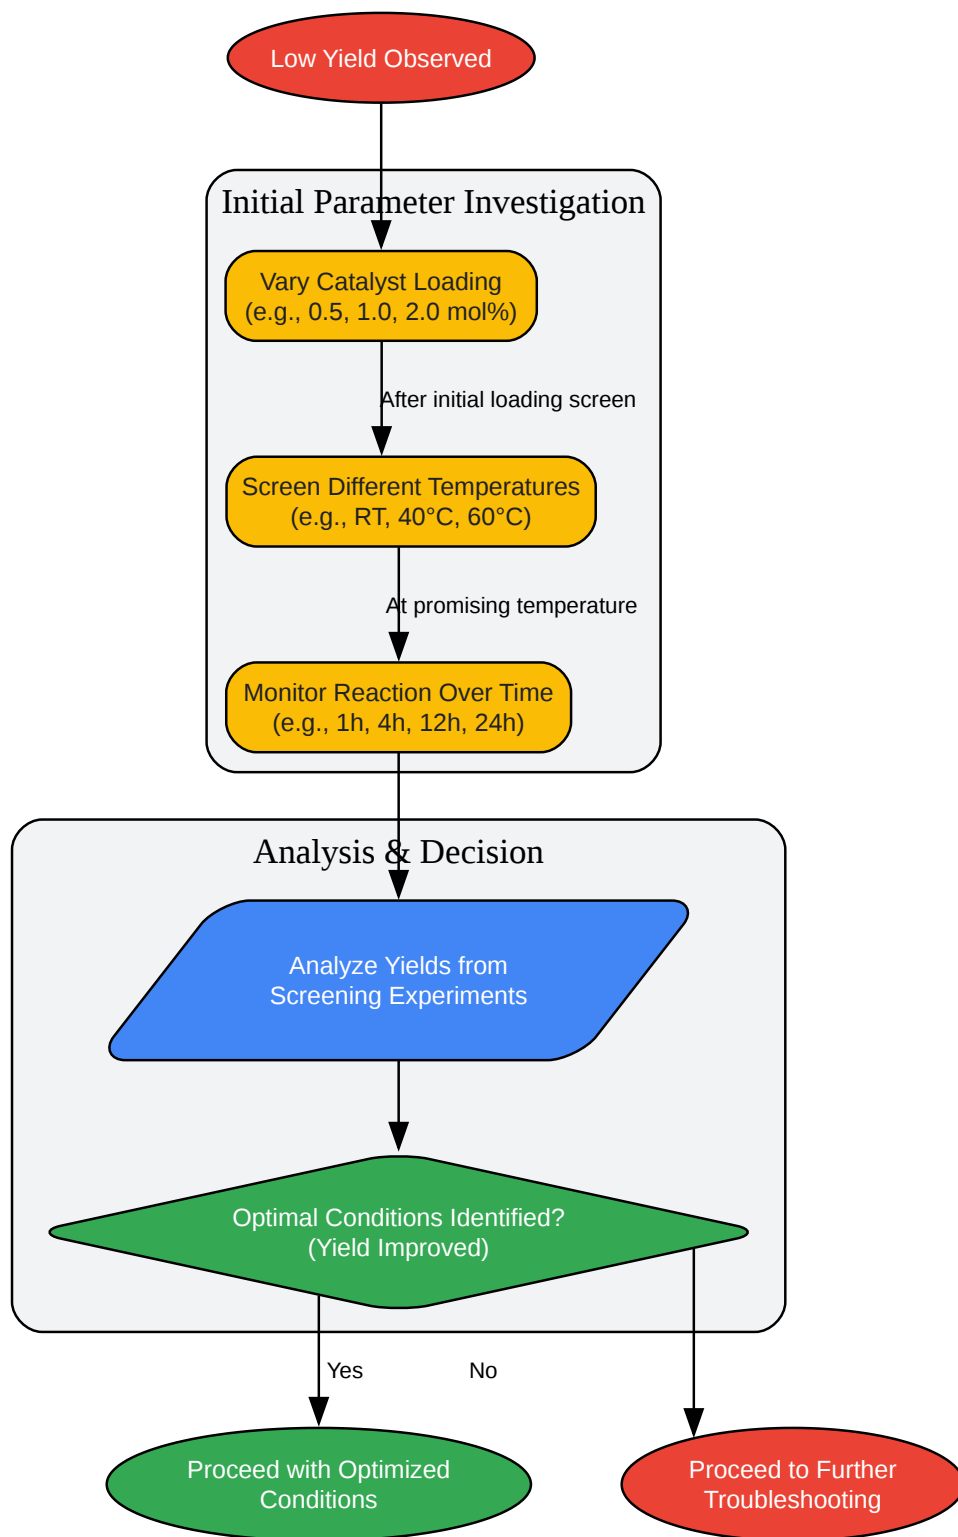 Low Yield Observed
Initial Parameter Investigation
Vary Catalyst Loading
(e.g., 0.5, 1.0, 2.0 mol%)
After initial loading screen
Screen Different Temperatures
(e.g., RT, 40°C, 60°C)
At promising temperature
Monitor Reaction Over Time
(e.g., 1h, 4h, 12h, 24h)
Analysis & Decision
Analyze Yields from
Screening Experiments
Optimal Conditions Identified?
(Yield Improved)
Yes
No
Proceed with Optimized
Conditions
Proceed to Further
Troubleshooting